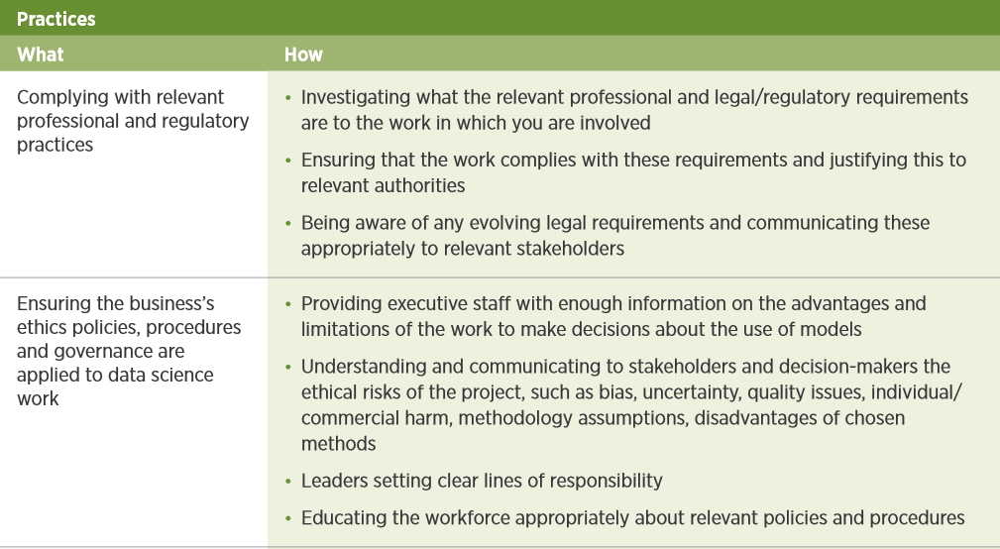 Practices
What
How
Complying with relevant
professional and regulatory
practices
• Investigating what the relevant professional and legal/regulatory requirements
are to the work in which you are involved
• Ensuring that the work complies with these requirements and justifying this to
relevant authorities
• Being aware of any evolving legal requirements and communicating these
appropriately to relevant stakeholders
Ensuring the business’s
ethics policies, procedures
and governance are
applied to data science
work
• Providing executive staff with enough information on the advantages and
limitations of the work to make decisions about the use of models
• Understanding and communicating to stakeholders and decision-makers the
ethical risks of the project, such as bias, uncertainty, quality issues, individual/
commercial harm, methodology assumptions, disadvantages of chosen
methods
• Leaders setting clear lines of responsibility
• Educating the workforce appropriately about relevant policies and procedures